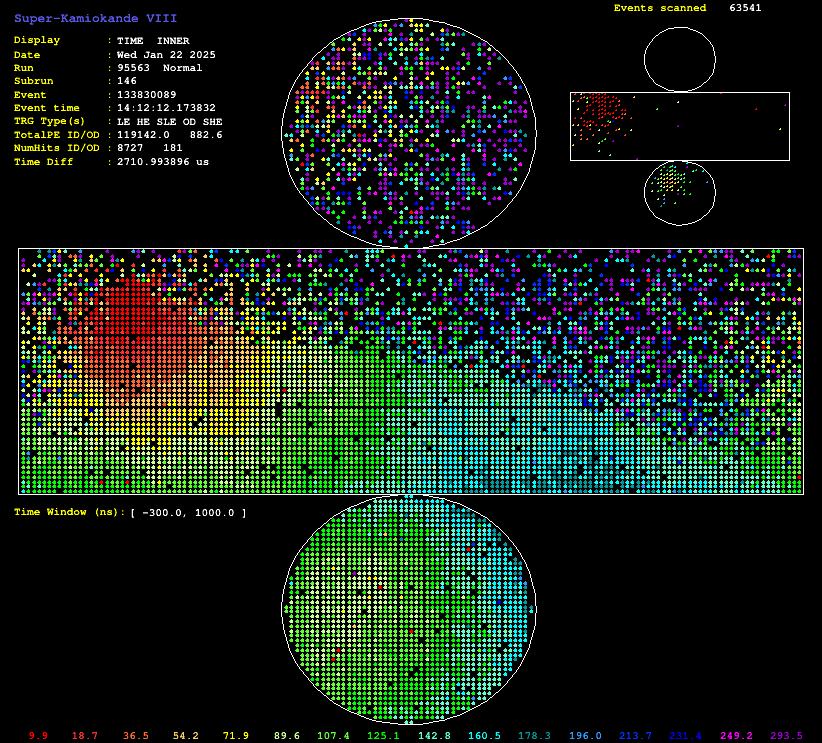 Super-Kamiokande VIII
Events scanned 63541
Display : TIME INNER
Date : Wed Jan 22 2025
Run : 95563 Normal
Subrun : 146
Event : 133830089
Event time : 14:12:12.173832
TRG Type(s) : LE HE SLE OD SHE
TotalPE ID/OD : 119142.0 882.6
NumHits ID/OD : 8727 181
Time Diff : 2710.993896 us
Time Window (ns): [ -300.0, 1000.0 ]
9.9 18.7 36.5 54.2 71.9 89.6 107.4 125.1 142.8 160.5 178.3 196.0 213.7 231.4 249.2 293.5